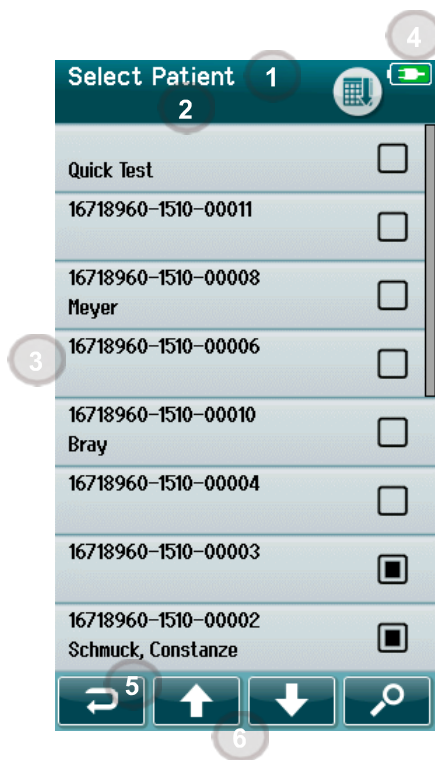 4
Select Patient 1
2
Quick Test
16718960-1510-00011
16718960-1510-00008
Meyer
3
16718960-1510-00006
16718960-1510-00010
Bray
16718960-1510-00004
16718960-1510-00003
16718960-1510-00002
Schmuck, Constanze
5
6